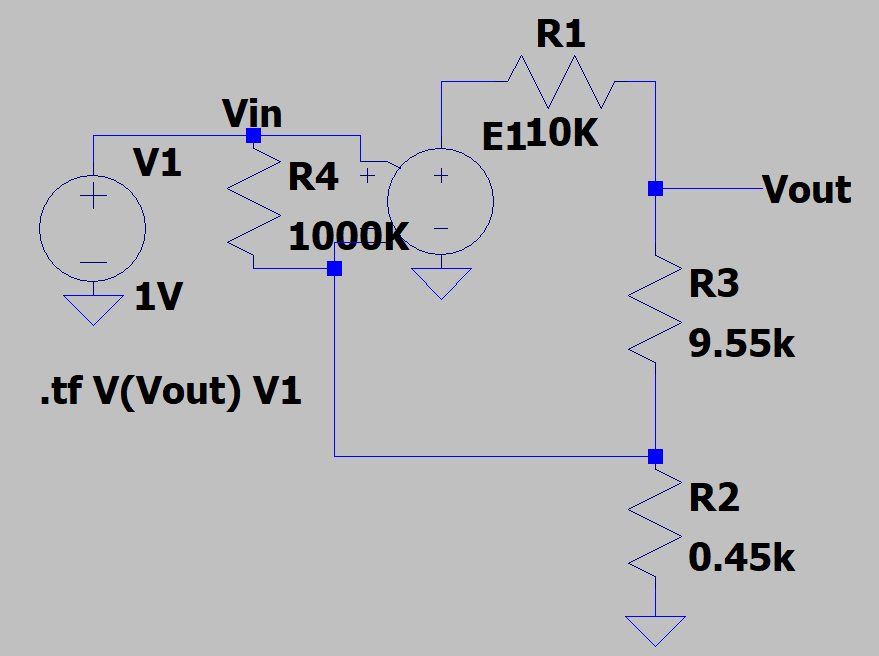 R1
Vin
E1
10K
V1
R4
Vout
1000K
R3
1V
9.55k
.tf V(Vout) V1
R2
0.45k